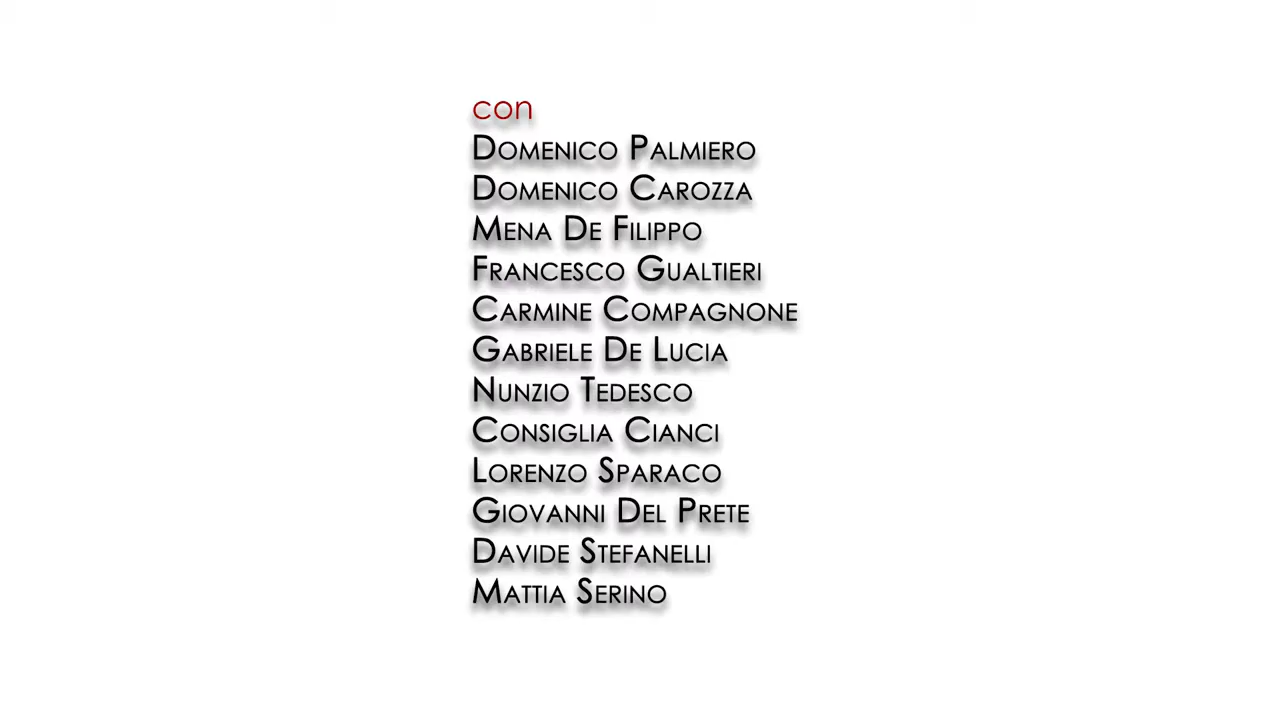 con
Domenico Palmiero
Domenico Carozza
Mena De Filippo
Francesco Gualtieri
Carmine Compagnone
Gabriele De Lucia
Nunzio Tedesco
Consiglia Cianci
Lorenzo Sparaco
Giovanni Del Prete
Davide Stefanelli
Mattia Serino